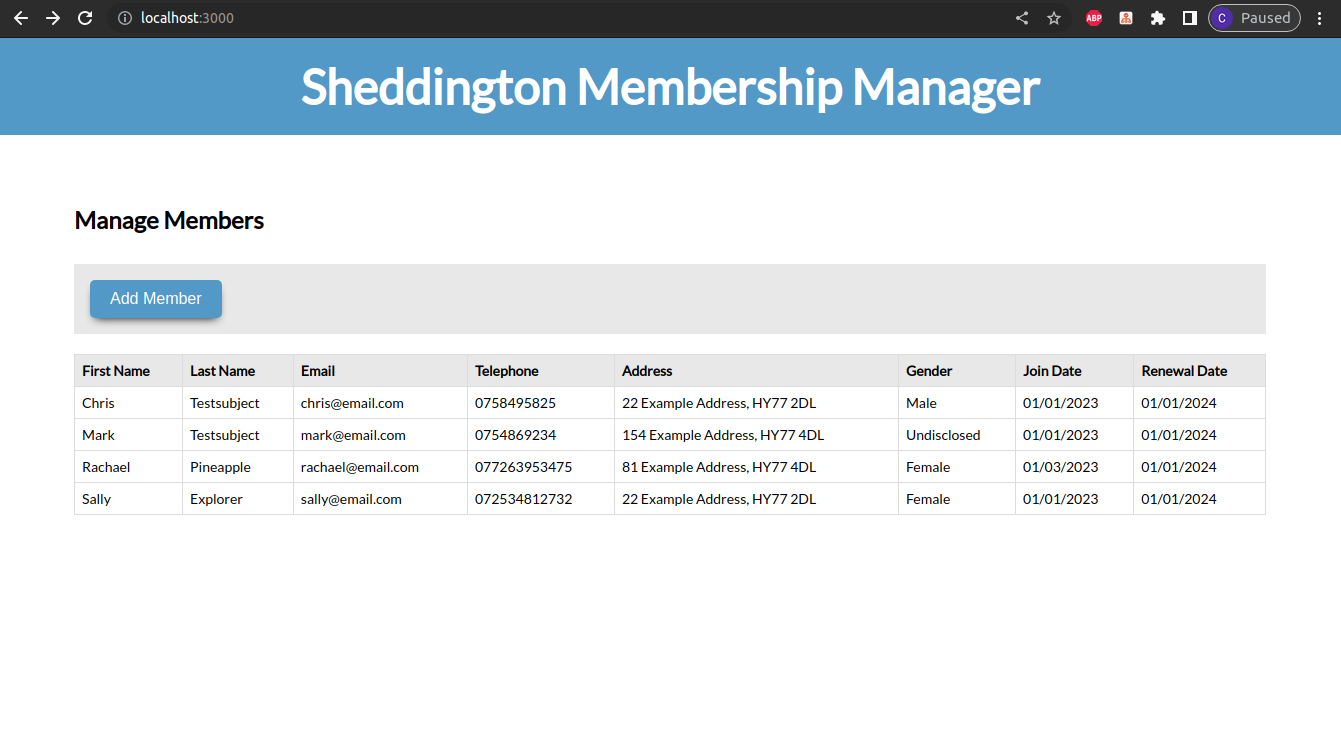 localhost:3000
ABP
C Paused
Sheddington Membership Manager
Manage Members
Add Member
First Name Last Name Email Telephone Address Gender Join Date Renewal Date
Chris Testsubject chris@email.com 0758495825 22 Example Address, HY77 2DL Male 01/01/2023 01/01/2024
Mark Testsubject mark@email.com 0754869234 154 Example Address, HY77 4DL Undisclosed 01/01/2023 01/01/2024
Rachael Pineapple rachael@email.com 077263953475 81 Example Address, HY77 4DL Female 01/03/2023 01/01/2024
Sally Explorer sally@email.com 072534812732 22 Example Address, HY77 2DL Female 01/01/2023 01/01/2024